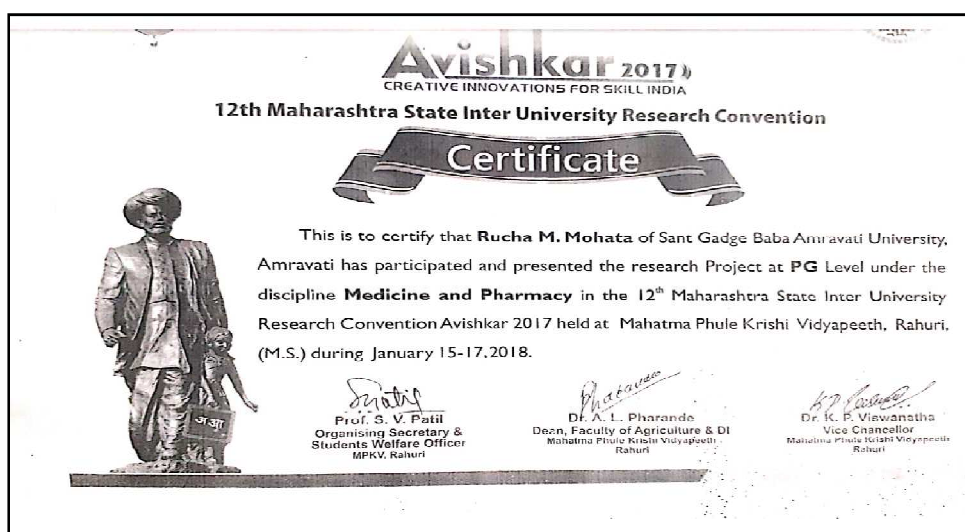 Avishkar 2017
CREATIVE INNOVATIONS FOR SKILL INDIA
12th Maharashtra State Inter University Research Convention
Certificate
This is to certify that Rucha M. Mohata of Sant Gadge Baba Amravati University,
Amravati has participated and presented the research Project at PG Level under the
discipline Medicine and Pharmacy in the 12th Maharashtra State Inter University
Research Convention Avishkar 2017 held at Mahatma Phule Krishi Vidyapeeth, Rahuri,
(M.S.) during January 15-17,2018.
Prof. S. V. Patil
Organising Secretary &
Students Welfare Officer
MPKV, Rahuri
Dr. A. L. Pharande
Dean, Faculty of Agriculture & DI
Mahatma Phule Krishi Vidyapeeth
Rahuri
Dr. K. P. Viswanatha
Vice Chancellor
Mahatma Phule Krishi Vidyapeeth
Rahuri